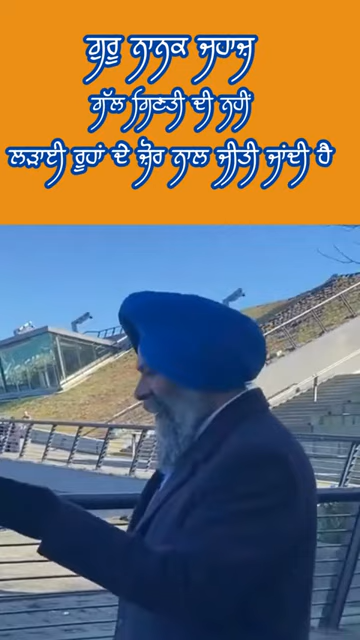 ਗੁਰੂ ਨਾਨਕ ਜਹਾਜ਼
ਗੱਲ ਗਿਣਤੀ ਦੀ ਨਹੀਂ
ਲੜਾਈ ਰੂਹਾਂ ਦੇ ਜ਼ੋਰ ਨਾਲ ਜੀਤੀ ਜਾਂਦੀ ਹੈ